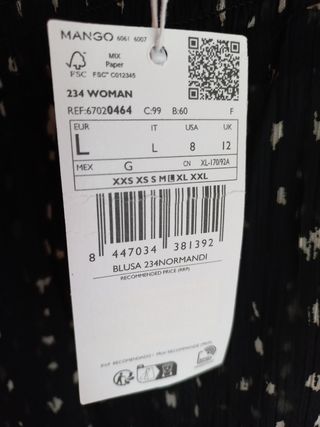 MANGO 6061 6007
MIX
Paper
FSC FSC® C012345
234 WOMAN
REF:67020464 C:99 B:60 F
EUR IT USA UK
L L 8 12
MEX G CN XL-170/92A
XXS XS S M L XL XXL
8 447034 381392
BLUSA 234NORMANDI
RECOMMENDED PRICE (RRP)